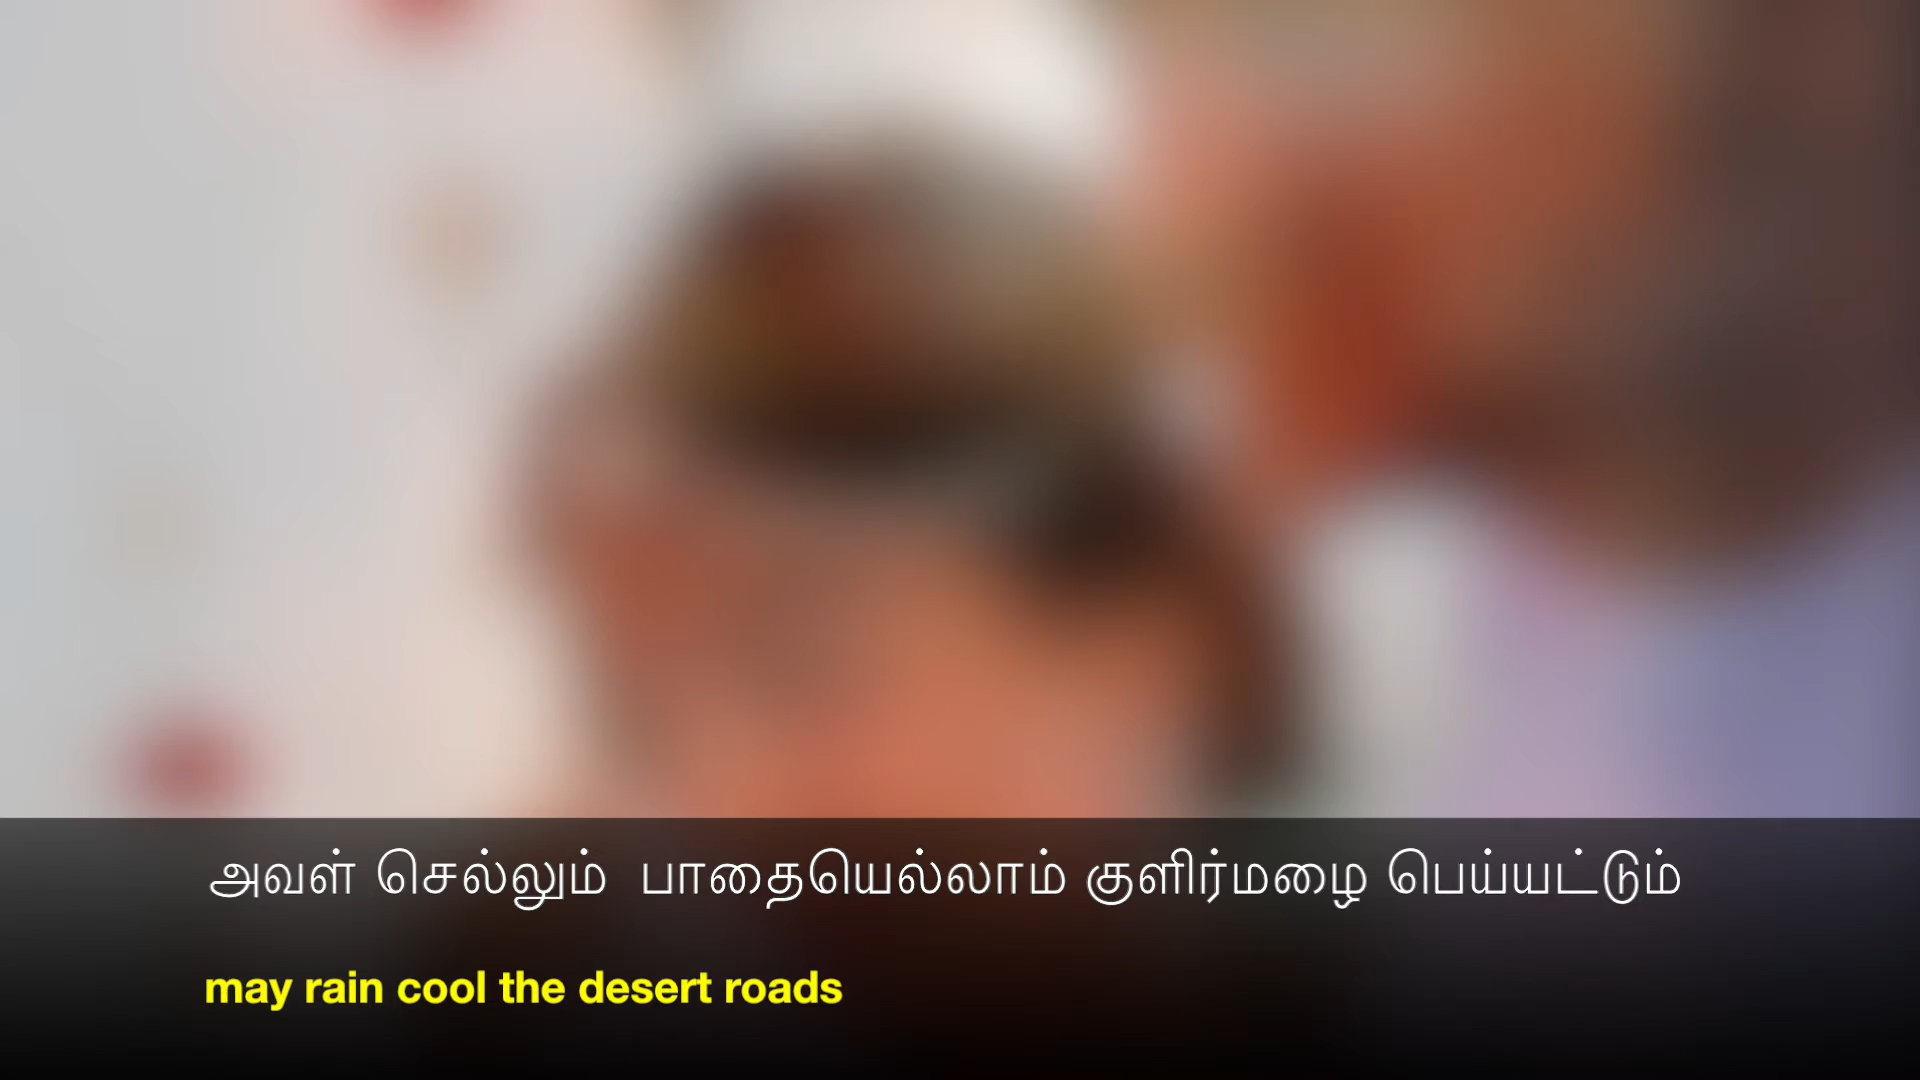 அவள் செல்லும் பாதையெல்லாம் குளிர்மழை பெய்யட்டும்
may rain cool the desert roads